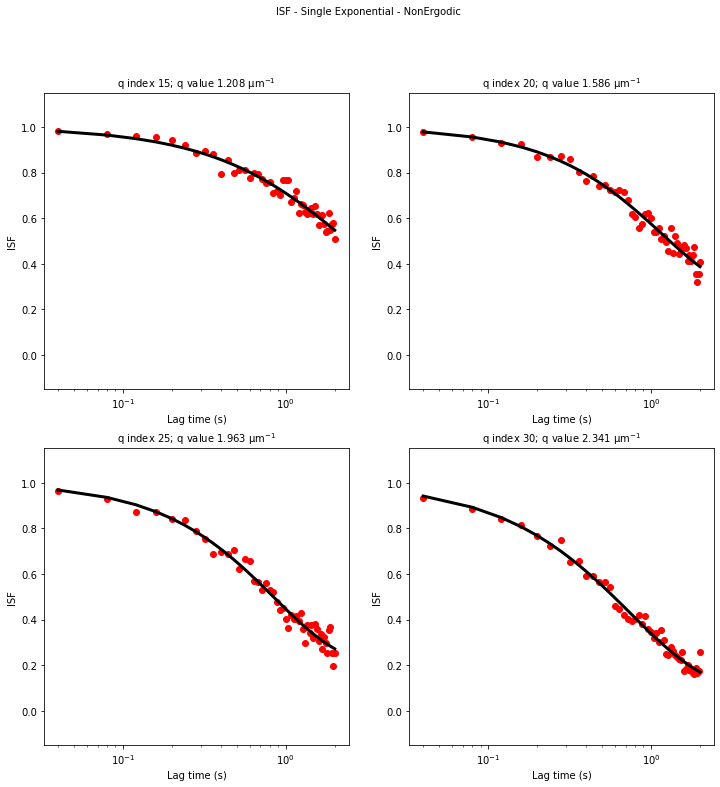 ISF - Single Exponential - NonErgodic
q index 15; q value 1.208 μm⁻¹
q index 20; q value 1.586 μm⁻¹
1.0
0.8
0.6
0.4
0.2
0.0
ISF
10⁻¹
10⁰
Lag time (s)
1.0
0.8
0.6
0.4
0.2
0.0
ISF
10⁻¹
10⁰
Lag time (s)
q index 25; q value 1.963 μm⁻¹
q index 30; q value 2.341 μm⁻¹
1.0
0.8
0.6
0.4
0.2
0.0
ISF
10⁻¹
10⁰
Lag time (s)
1.0
0.8
0.6
0.4
0.2
0.0
ISF
10⁻¹
10⁰
Lag time (s)